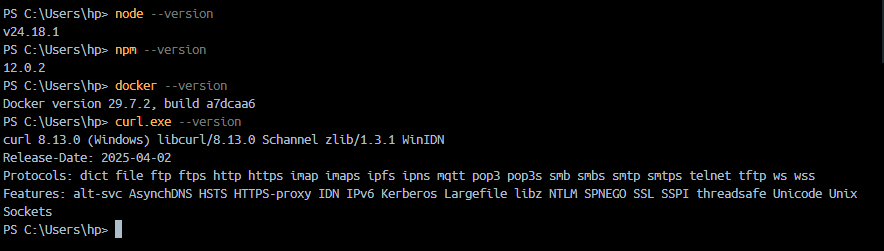 PS C:\Users\hp> node --version
v24.18.1
PS C:\Users\hp> npm --version
12.0.2
PS C:\Users\hp> docker --version
Docker version 29.7.2, build a7dcaa6
PS C:\Users\hp> curl.exe --version
curl 8.13.0 (Windows) libcurl/8.13.0 Schannel zlib/1.3.1 WinIDN
Release-Date: 2025-04-02
Protocols: dict file ftp ftps http https imap imaps ipfs ipns mqtt pop3 pop3s smb smbs smtp smtps telnet tftp ws wss
Features: alt-svc AsynchDNS HSTS HTTPS-proxy IDN IPv6 Kerberos Largefile libz NTLM SPNEGO SSL SSPI threadsafe Unicode Unix
Sockets
PS C:\Users\hp>